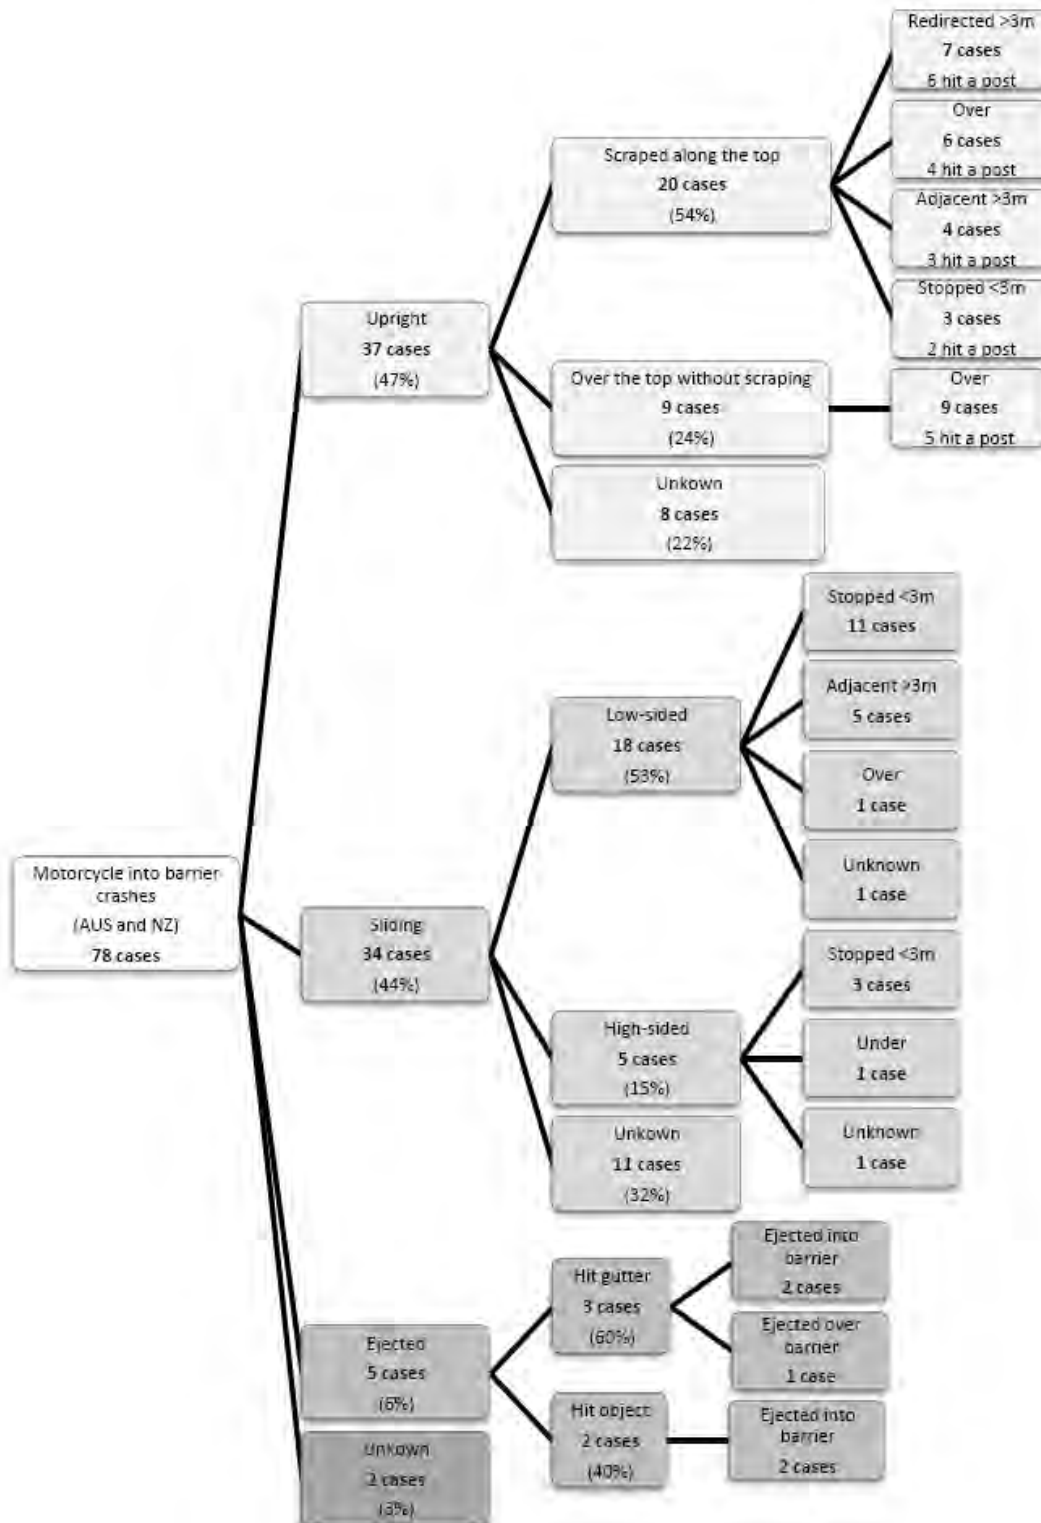 Motorcycle into barrier
crashes
(AUS and NZ)
78 cases
Upright
37 cases
(47%)
Scraped along the top
20 cases
(54%)
Redirected >3m
7 cases
6 hit a post
Over
6 cases
4 hit a post
Adjacent >3m
4 cases
3 hit a post
Stopped <3m
3 cases
2 hit a post
Over the top without scraping
9 cases
(24%)
Over
9 cases
5 hit a post
Unkown
8 cases
(22%)
Sliding
34 cases
(44%)
Low-sided
18 cases
(53%)
Stopped <3m
11 cases
Adjacent >3m
5 cases
Over
1 case
Unknown
1 case
High-sided
5 cases
(15%)
Stopped <3m
3 cases
Under
1 case
Unknown
1 case
Unkown
11 cases
(32%)
Ejected
5 cases
(6%)
Hit gutter
3 cases
(60%)
Ejected into
barrier
2 cases
Ejected over
barrier
1 case
Hit object
2 cases
(40%)
Ejected into
barrier
2 cases
Unkown
2 cases
(3%)